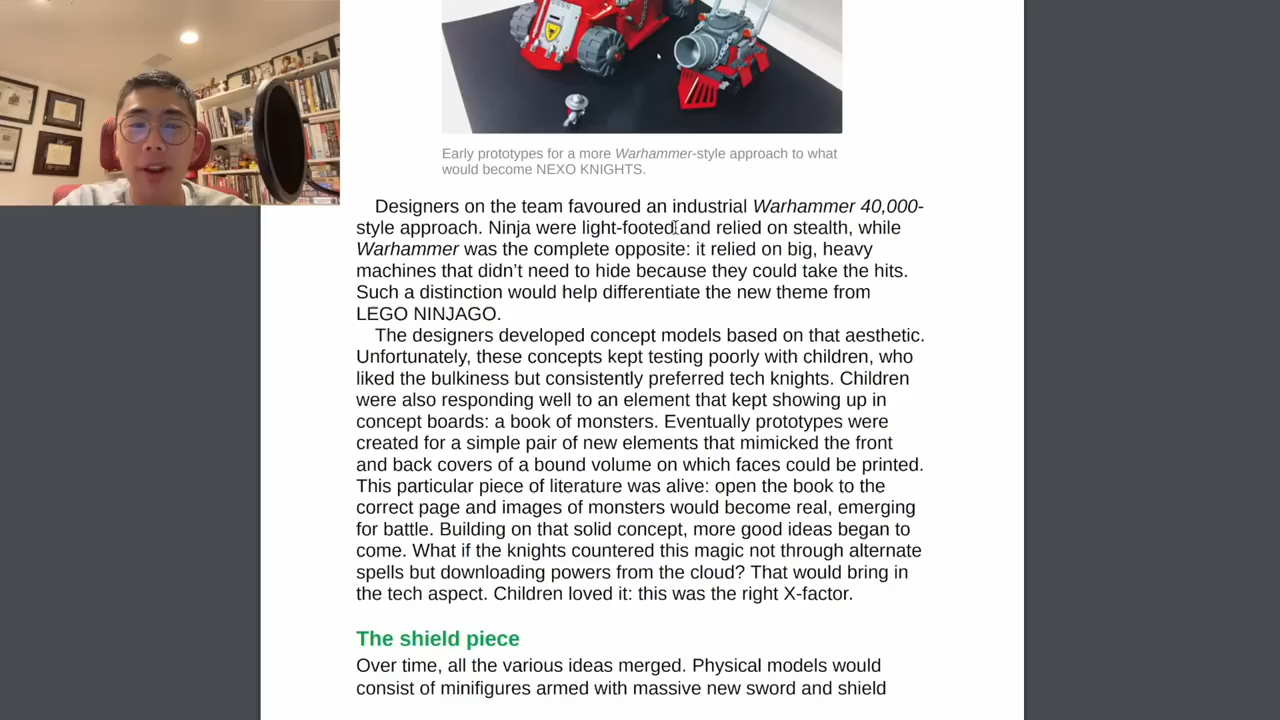 Early prototypes for a more Warhammer-style approach to what
would become NEXO KNIGHTS.
Designers on the team favoured an industrial Warhammer 40,000-
style approach. Ninja were light-footed and relied on stealth, while
Warhammer was the complete opposite: it relied on big, heavy
machines that didn’t need to hide because they could take the hits.
Such a distinction would help differentiate the new theme from
LEGO NINJAGO.
The designers developed concept models based on that aesthetic.
Unfortunately, these concepts kept testing poorly with children, who
liked the bulkiness but consistently preferred tech knights. Children
were also responding well to an element that kept showing up in
concept boards: a book of monsters. Eventually prototypes were
created for a simple pair of new elements that mimicked the front
and back covers of a bound volume on which faces could be printed.
This particular piece of literature was alive: open the book to the
correct page and images of monsters would become real, emerging
for battle. Building on that solid concept, more good ideas began to
come. What if the knights countered this magic not through alternate
spells but downloading powers from the cloud? That would bring in
the tech aspect. Children loved it: this was the right X-factor.
The shield piece
Over time, all the various ideas merged. Physical models would
consist of minifigures armed with massive new sword and shield